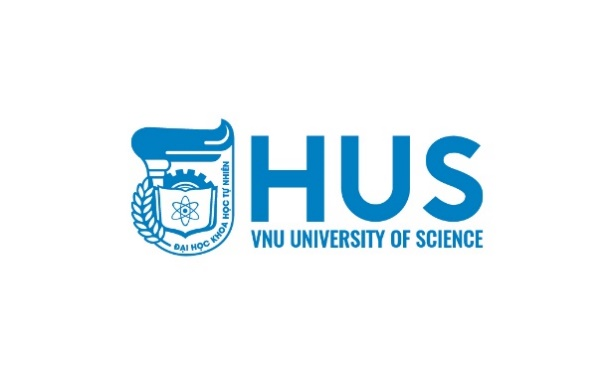 ĐẠI HỌC KHOA HỌC TỰ NHIÊN
HUS
VNU UNIVERSITY OF SCIENCE